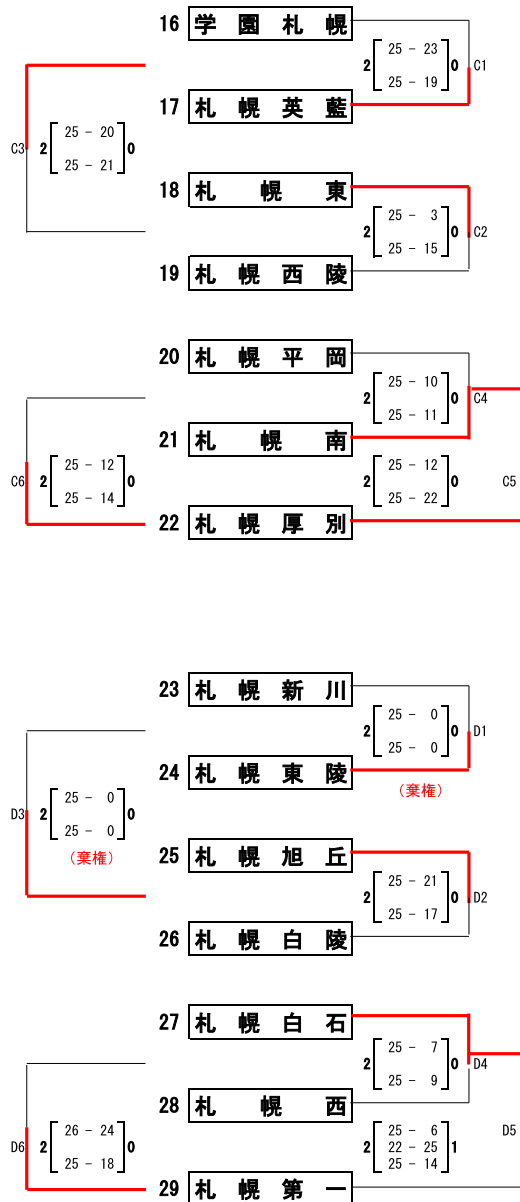 16 学園札幌
25 - 23
2 0 C1
25 - 19
17 札幌英藍
25 - 20
C3 2 0
25 - 21
18 札幌東
25 - 3
2 0 C2
25 - 15
19 札幌西陵
20 札幌平岡
25 - 10
2 0 C4
25 - 11
21 札幌南
25 - 12
C6 2 0
25 - 14
25 - 12
2 0 C5
25 - 22
22 札幌厚別
23 札幌新川
25 - 0
2 0 D1
25 - 0
24 札幌東陵
(棄権)
25 - 0
D3 2 0
25 - 0
(棄権)
25 札幌旭丘
25 - 21
2 0 D2
25 - 17
26 札幌白陵
27 札幌白石
25 - 7
2 0 D4
25 - 9
28 札幌西
26 - 24
D6 2 0
25 - 18
25 - 6
2 22 - 25 1 D5
25 - 14
29 札幌第一